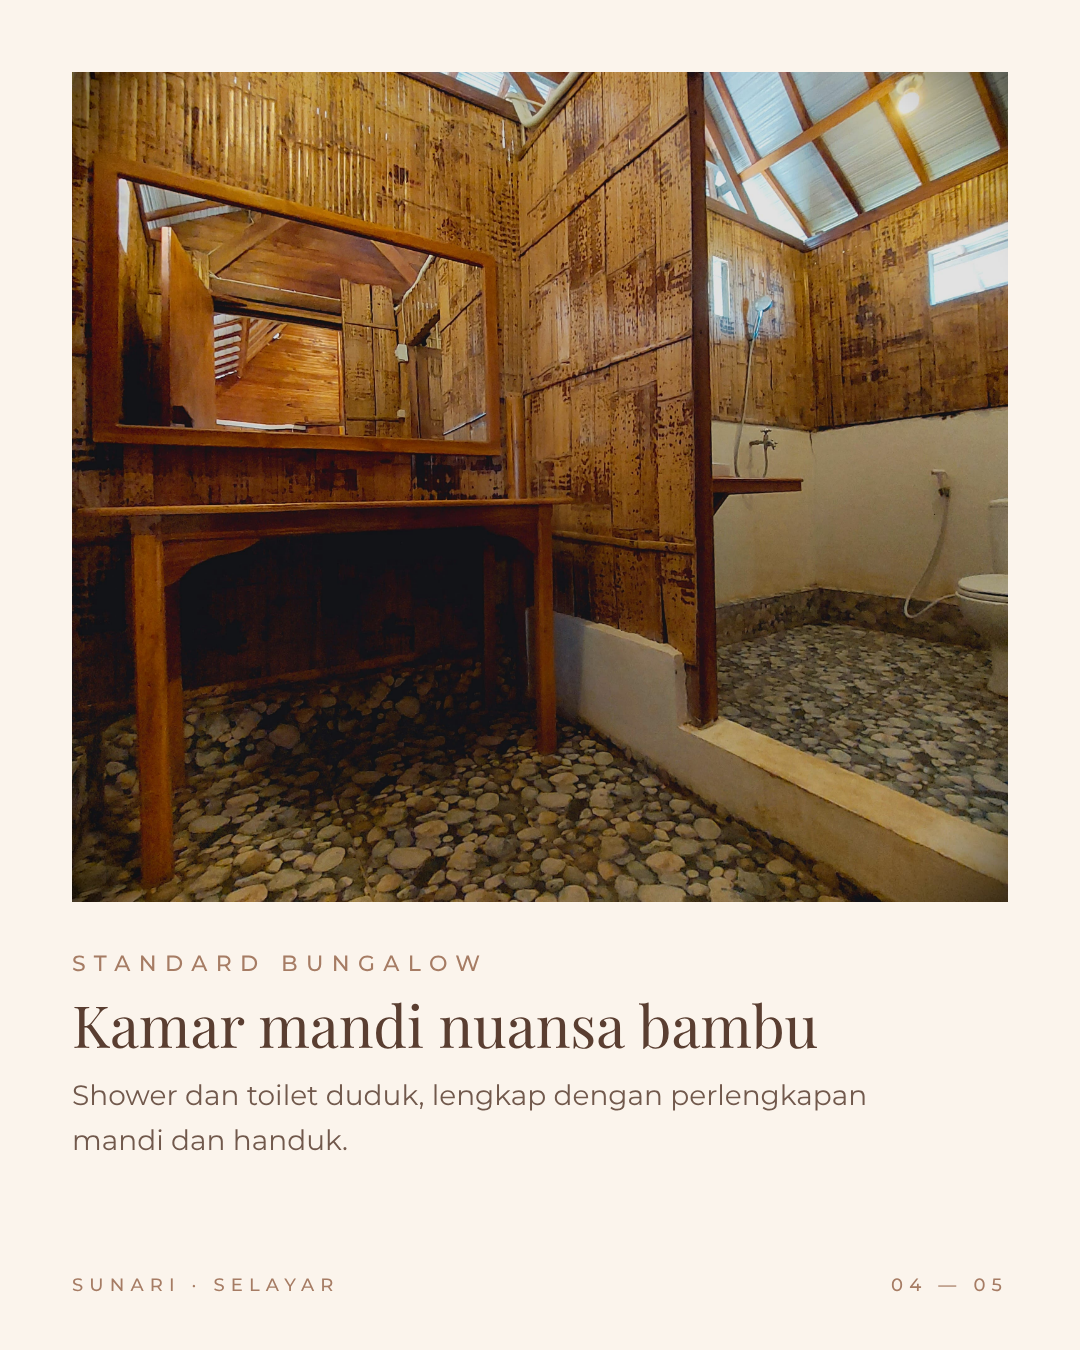 STANDARD BUNGALOW
Kamar mandi nuansa bambu
Shower dan toilet duduk, lengkap dengan perlengkapan
mandi dan handuk.
SUNARI · SELAYAR
04 — 05